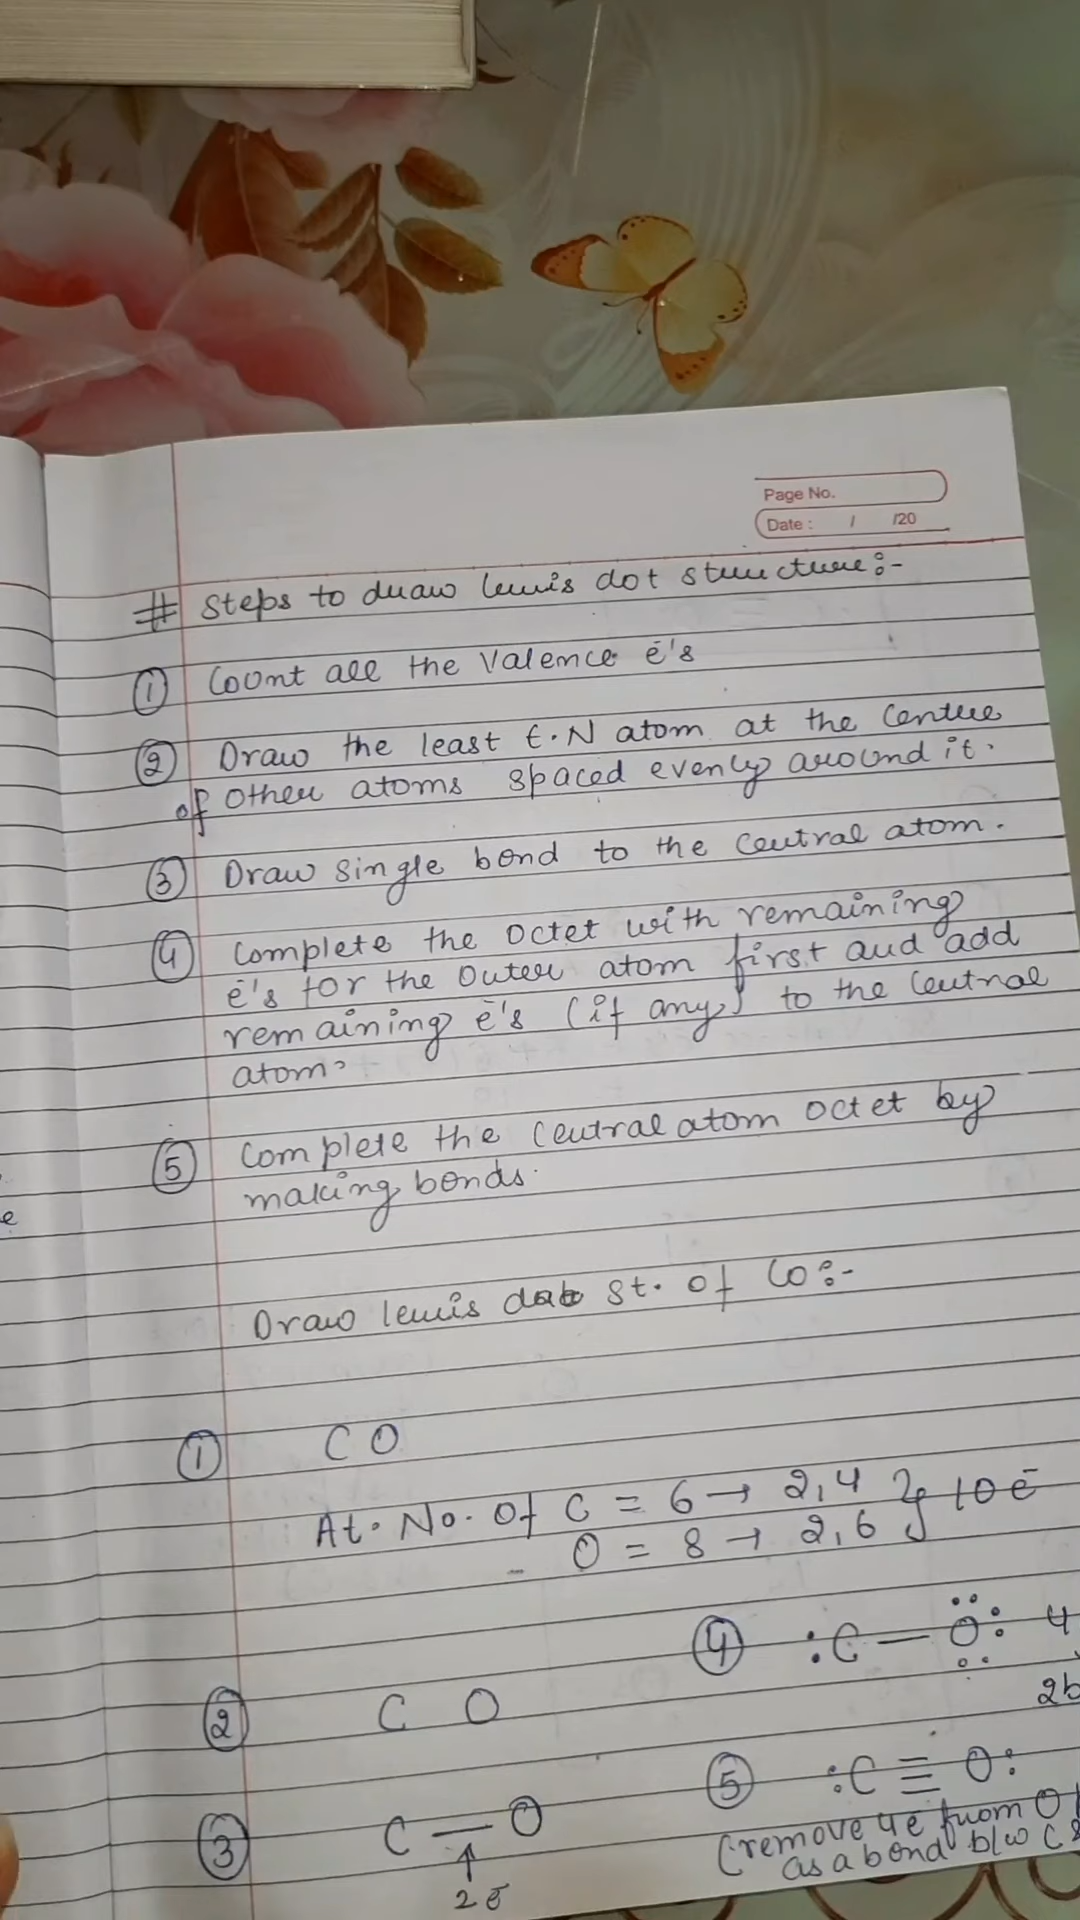 Page No.
Date : / /20
# Steps to draw lewis dot structure:-
① Count all the Valence ē's
② Draw the least E.N atom at the centre
of other atoms spaced evenly around it.
③ Draw single bond to the central atom.
④ Complete the octet with remaining
ē's for the outer atom first and add
remaining ē's (if any) to the central
atom.
⑤ Complete the central atom octet by
making bonds.
e
Draw lewis dot st. of CO:-
① C O
At. No. of C = 6 → 2,4 } 10 ē
O = 8 → 2,6
④ :C — Ö: 4
② C O
2b
⑤ :C ≡ O:
③ C — O
(remove 4e from O
↑
as a bond b/w C &
2 ē